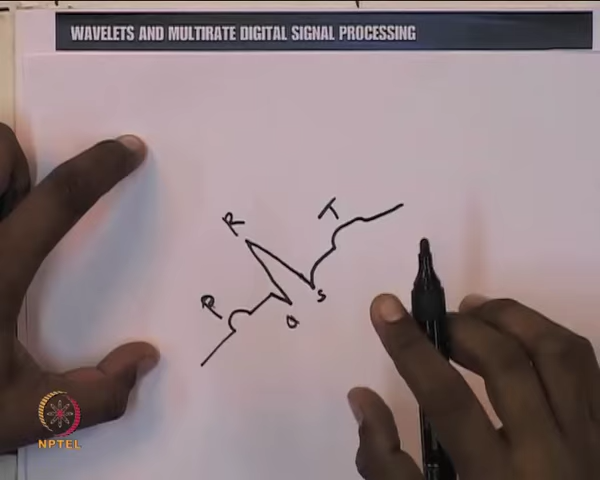 WAVELETS AND MULTIRATE DIGITAL SIGNAL PROCESSING
R
T
P
S
Q
NPTEL